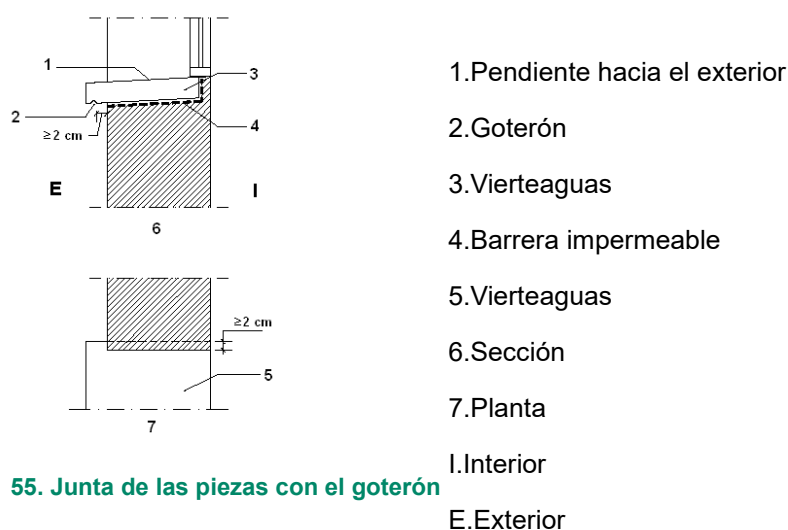 1
3
2
≥2 cm
4
E
I
6
≥2 cm
5
7
55. Junta de las piezas con el goterón
1.Pendiente hacia el exterior
2.Goterón
3.Vierteaguas
4.Barrera impermeable
5.Vierteaguas
6.Sección
7.Planta
I.Interior
E.Exterior